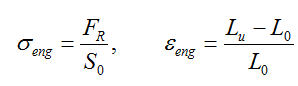 σ_eng = F_R / S_0 , ε_eng = (L_u − L_0) / L_0